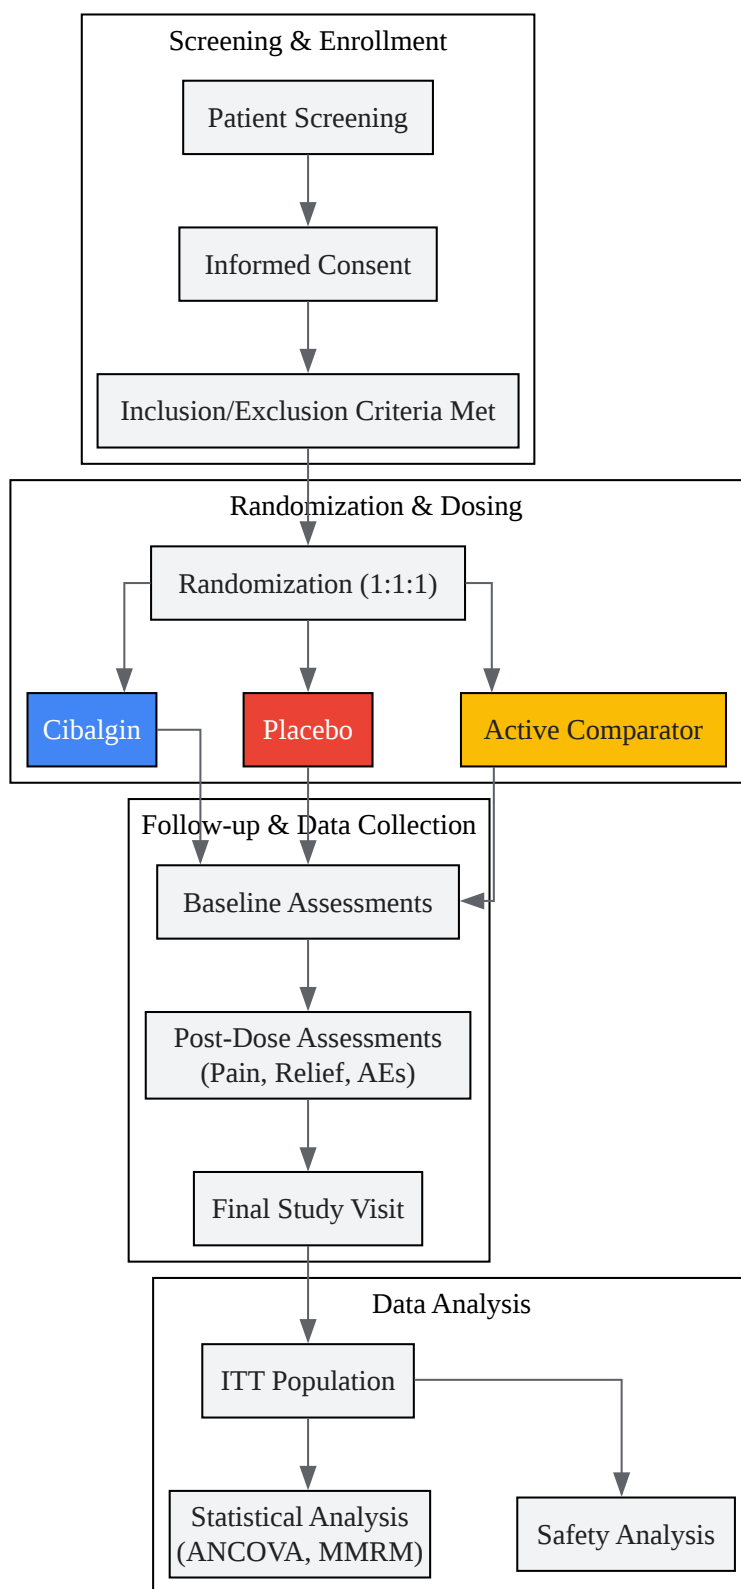 Screening & Enrollment
Patient Screening
Informed Consent
Inclusion/Exclusion Criteria Met
Randomization & Dosing
Randomization (1:1:1)
Cibalgin
Placebo
Active Comparator
Follow-up & Data Collection
Baseline Assessments
Post-Dose Assessments
(Pain, Relief, AEs)
Final Study Visit
Data Analysis
ITT Population
Statistical Analysis
(ANCOVA, MMRM)
Safety Analysis